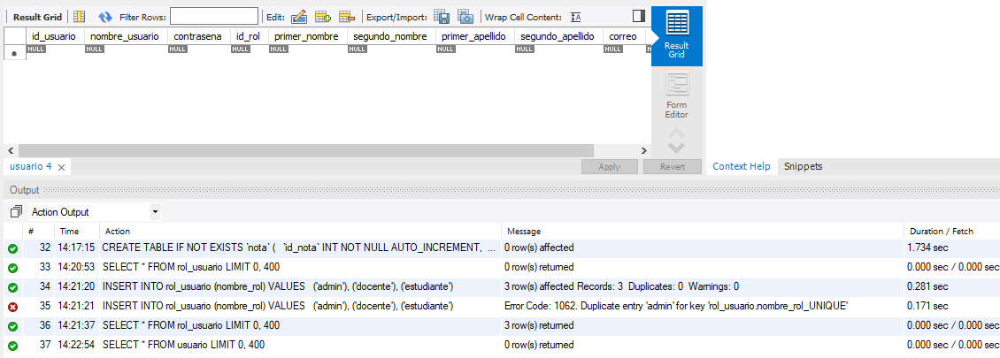 Result Grid Filter Rows: Edit: Export/Import: Wrap Cell Content:
id_usuario nombre_usuario contrasena id_rol primer_nombre segundo_nombre primer_apellido segundo_apellido correo
NULL NULL NULL NULL NULL NULL NULL NULL NULL
Result
Grid
Form
Editor
usuario 4 Apply Revert Context Help Snippets
Output
Action Output
# Time Action Message Duration / Fetch
32 14:17:15 CREATE TABLE IF NOT EXISTS `nota` ( `id_nota` INT NOT NULL AUTO_INCREMENT, ... 0 row(s) affected 1.734 sec
33 14:20:53 SELECT * FROM rol_usuario LIMIT 0, 400 0 row(s) returned 0.000 sec / 0.000 sec
34 14:21:20 INSERT INTO rol_usuario (nombre_rol) VALUES ('admin'), ('docente'), ('estudiante') 3 row(s) affected Records: 3 Duplicates: 0 Warnings: 0 0.281 sec
35 14:21:21 INSERT INTO rol_usuario (nombre_rol) VALUES ('admin'), ('docente'), ('estudiante') Error Code: 1062. Duplicate entry 'admin' for key 'rol_usuario.nombre_rol_UNIQUE' 0.171 sec
36 14:21:37 SELECT * FROM rol_usuario LIMIT 0, 400 3 row(s) returned 0.000 sec / 0.000 sec
37 14:22:54 SELECT * FROM usuario LIMIT 0, 400 0 row(s) returned 0.000 sec / 0.000 sec